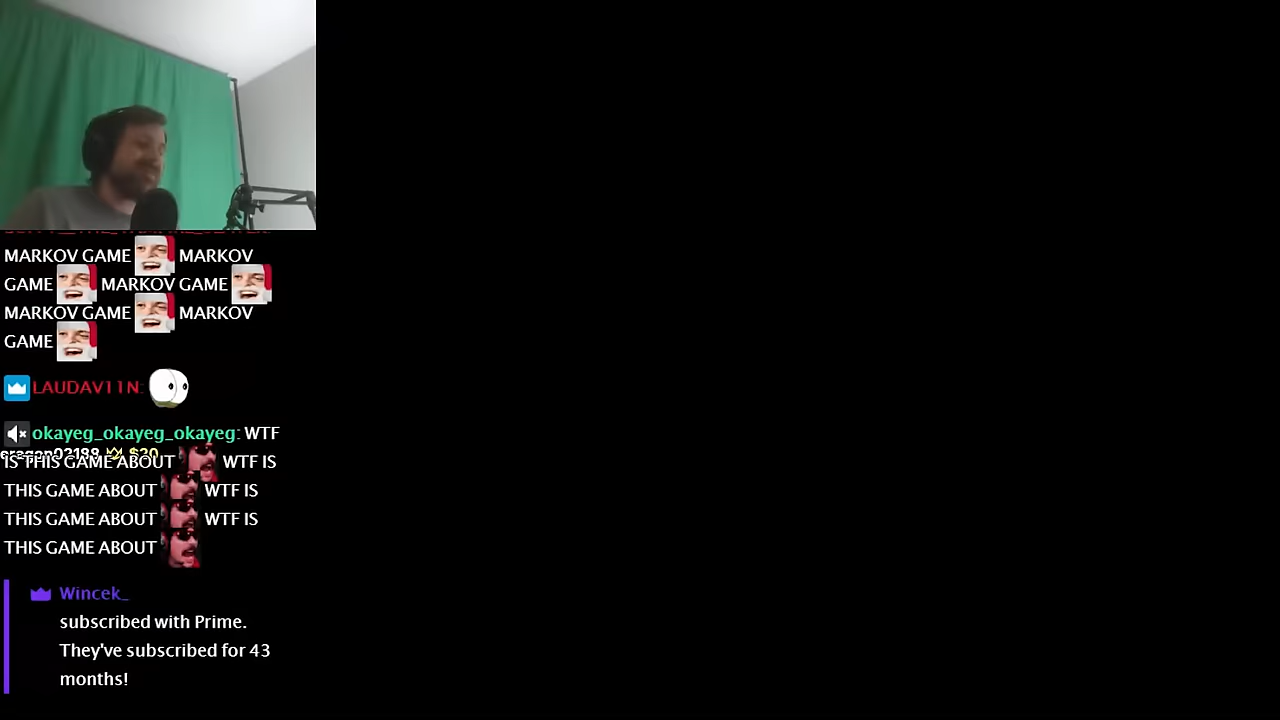 MARKOV GAME MARKOV
GAME MARKOV GAME
MARKOV GAME MARKOV
GAME
LAUDAV11N:
okayeg_okayeg_okayeg: WTF
$20
IS THIS GAME ABOUT WTF IS
THIS GAME ABOUT WTF IS
THIS GAME ABOUT WTF IS
THIS GAME ABOUT
Wincek_
subscribed with Prime.
They've subscribed for 43
months!